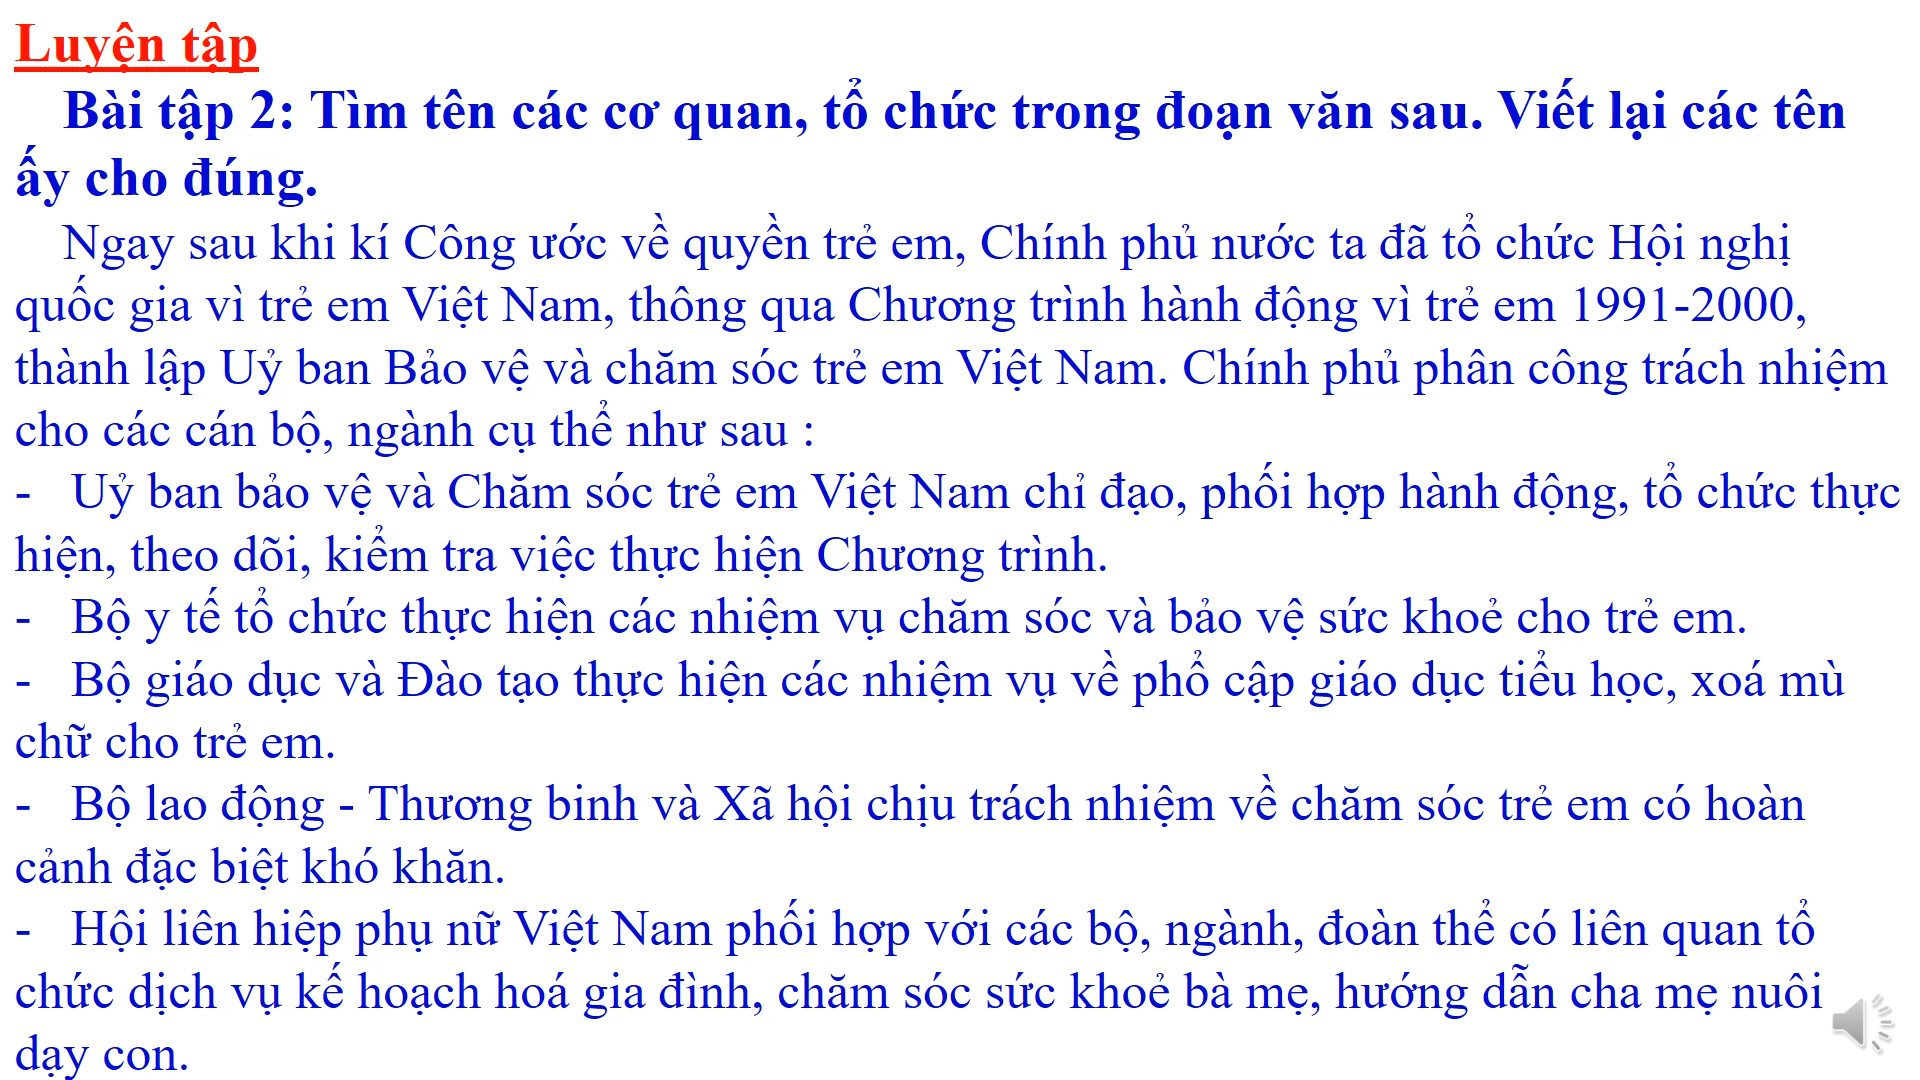 Luyện tập
Bài tập 2: Tìm tên các cơ quan, tổ chức trong đoạn văn sau. Viết lại các tên
ấy cho đúng.
Ngay sau khi kí Công ước về quyền trẻ em, Chính phủ nước ta đã tổ chức Hội nghị
quốc gia vì trẻ em Việt Nam, thông qua Chương trình hành động vì trẻ em 1991-2000,
thành lập Uỷ ban Bảo vệ và chăm sóc trẻ em Việt Nam. Chính phủ phân công trách nhiệm
cho các cán bộ, ngành cụ thể như sau :
- Uỷ ban bảo vệ và Chăm sóc trẻ em Việt Nam chỉ đạo, phối hợp hành động, tổ chức thực
hiện, theo dõi, kiểm tra việc thực hiện Chương trình.
- Bộ y tế tổ chức thực hiện các nhiệm vụ chăm sóc và bảo vệ sức khoẻ cho trẻ em.
- Bộ giáo dục và Đào tạo thực hiện các nhiệm vụ về phổ cập giáo dục tiểu học, xoá mù
chữ cho trẻ em.
- Bộ lao động - Thương binh và Xã hội chịu trách nhiệm về chăm sóc trẻ em có hoàn
cảnh đặc biệt khó khăn.
- Hội liên hiệp phụ nữ Việt Nam phối hợp với các bộ, ngành, đoàn thể có liên quan tổ
chức dịch vụ kế hoạch hoá gia đình, chăm sóc sức khoẻ bà mẹ, hướng dẫn cha mẹ nuôi
dạy con.